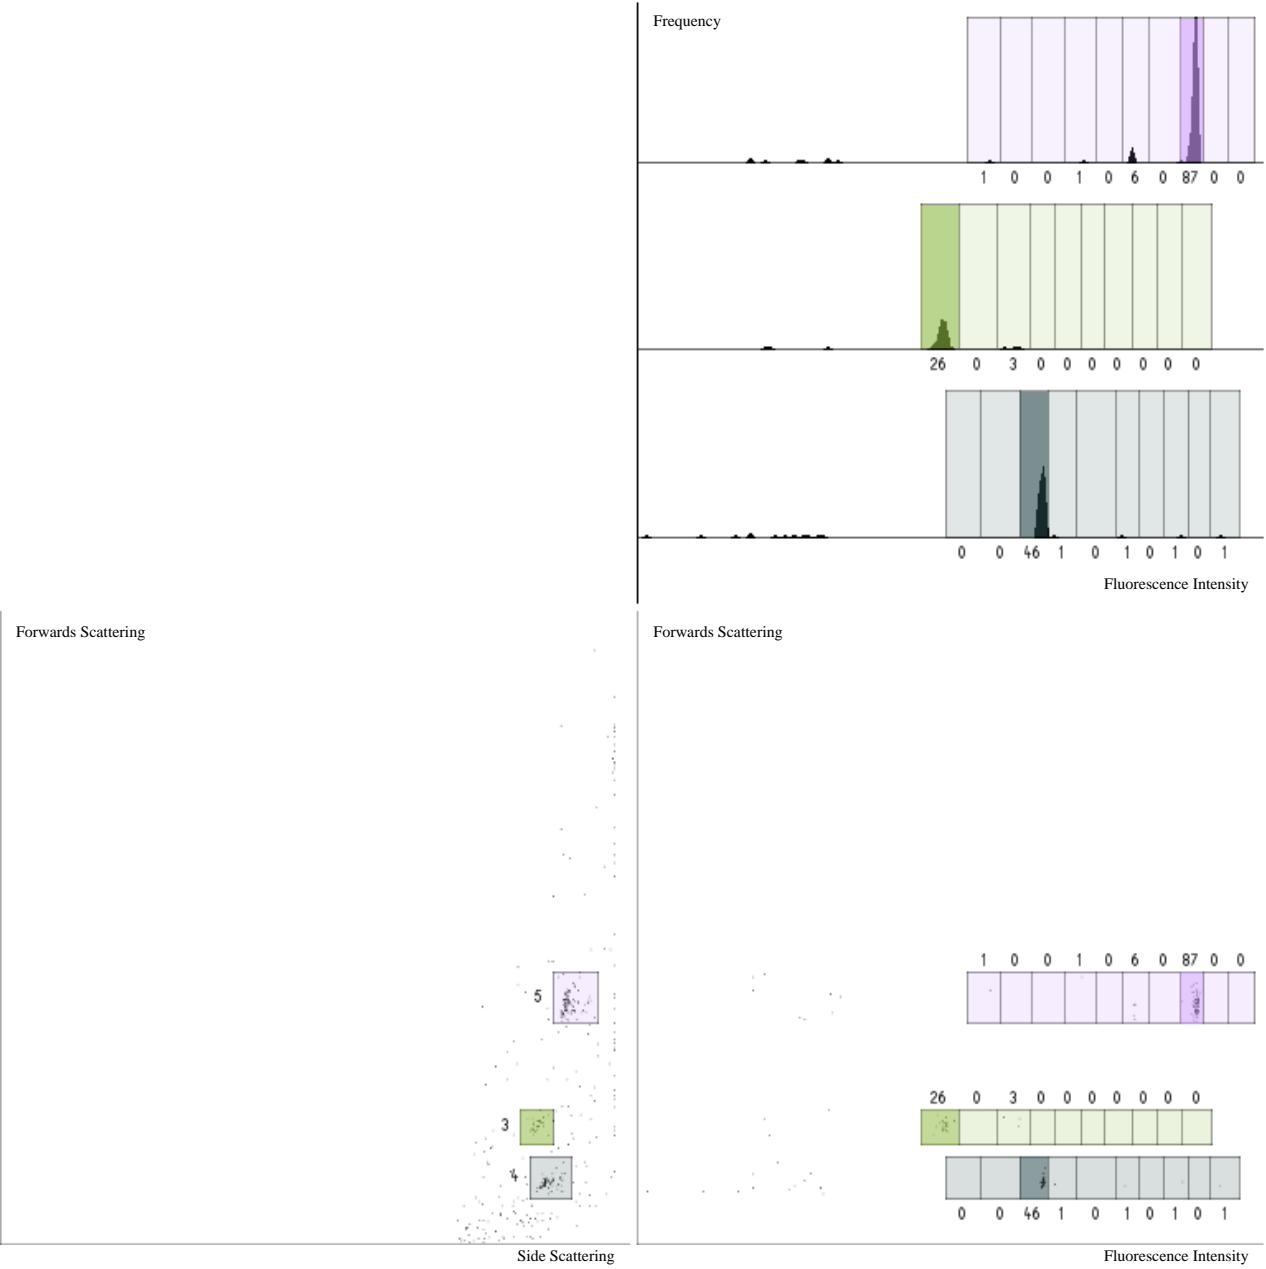 Frequency
1 0 0 1 0 6 0 87 0 0
26 0 3 0 0 0 0 0 0 0
0 0 46 1 0 1 0 1 0 1
Fluorescence Intensity
Forwards Scattering
5
3
4
Side Scattering
Forwards Scattering
1 0 0 1 0 6 0 87 0 0
26 0 3 0 0 0 0 0 0 0
0 0 46 1 0 1 0 1 0 1
Fluorescence Intensity